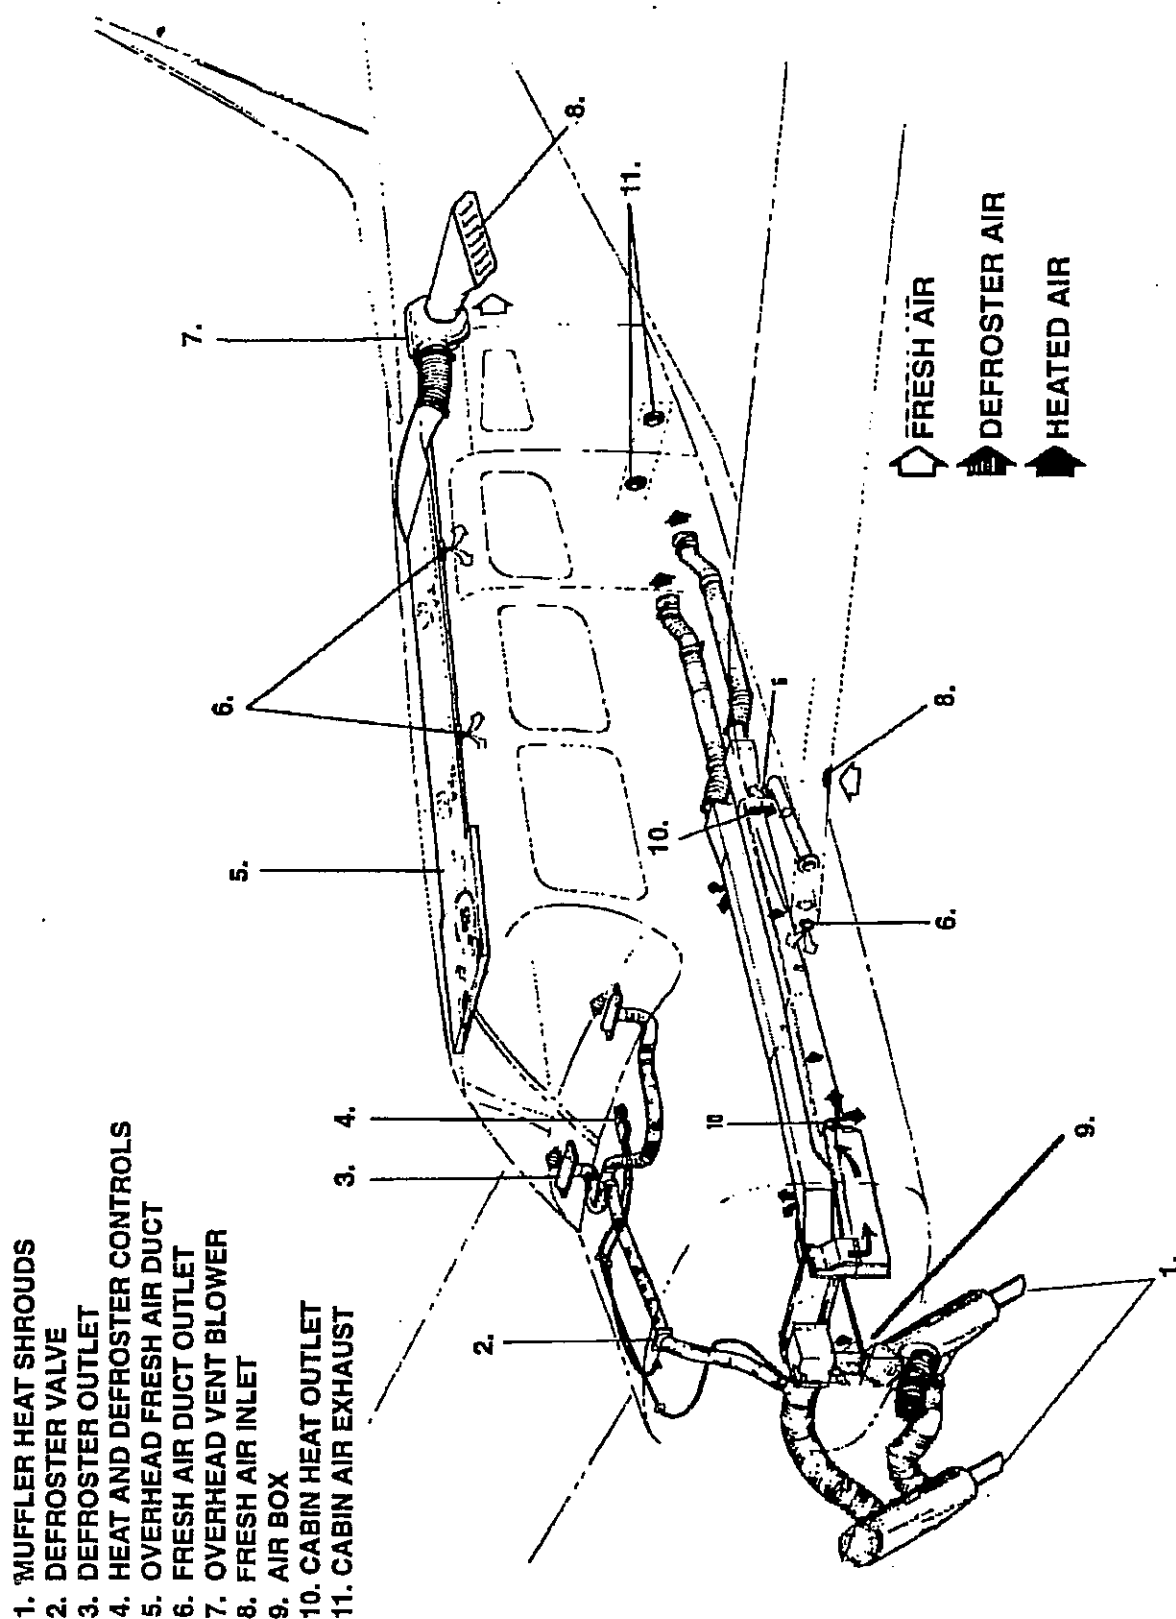 1. MUFFLER HEAT SHROUDS
2. DEFROSTER VALVE
3. DEFROSTER OUTLET
4. HEAT AND DEFROSTER CONTROLS
5. OVERHEAD FRESH AIR DUCT
6. FRESH AIR DUCT OUTLET
7. OVERHEAD VENT BLOWER
8. FRESH AIR INLET
9. AIR BOX
10. CABIN HEAT OUTLET
11. CABIN AIR EXHAUST
7.
8.
6.
5.
11.
3.
4.
2.
10.
8.
6.
10
9.
1.
FRESH AIR
DEFROSTER AIR
HEATED AIR